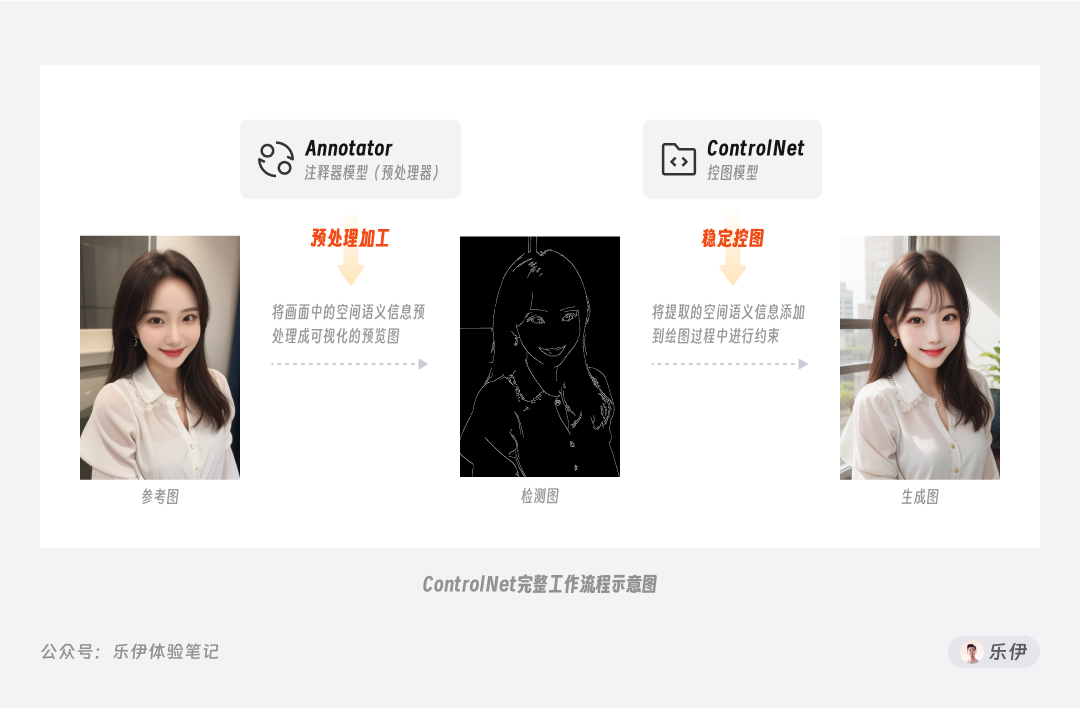 Annotator
注释器模型（预处理器）
ControlNet
控图模型
预处理加工
稳定控图
将画面中的空间语义信息预
处理成可视化的预览图
将提取的空间语义信息添加
到绘图过程中进行约束
参考图
检测图
生成图
ControlNet完整工作流程示意图
公众号：乐伊体验笔记
乐伊